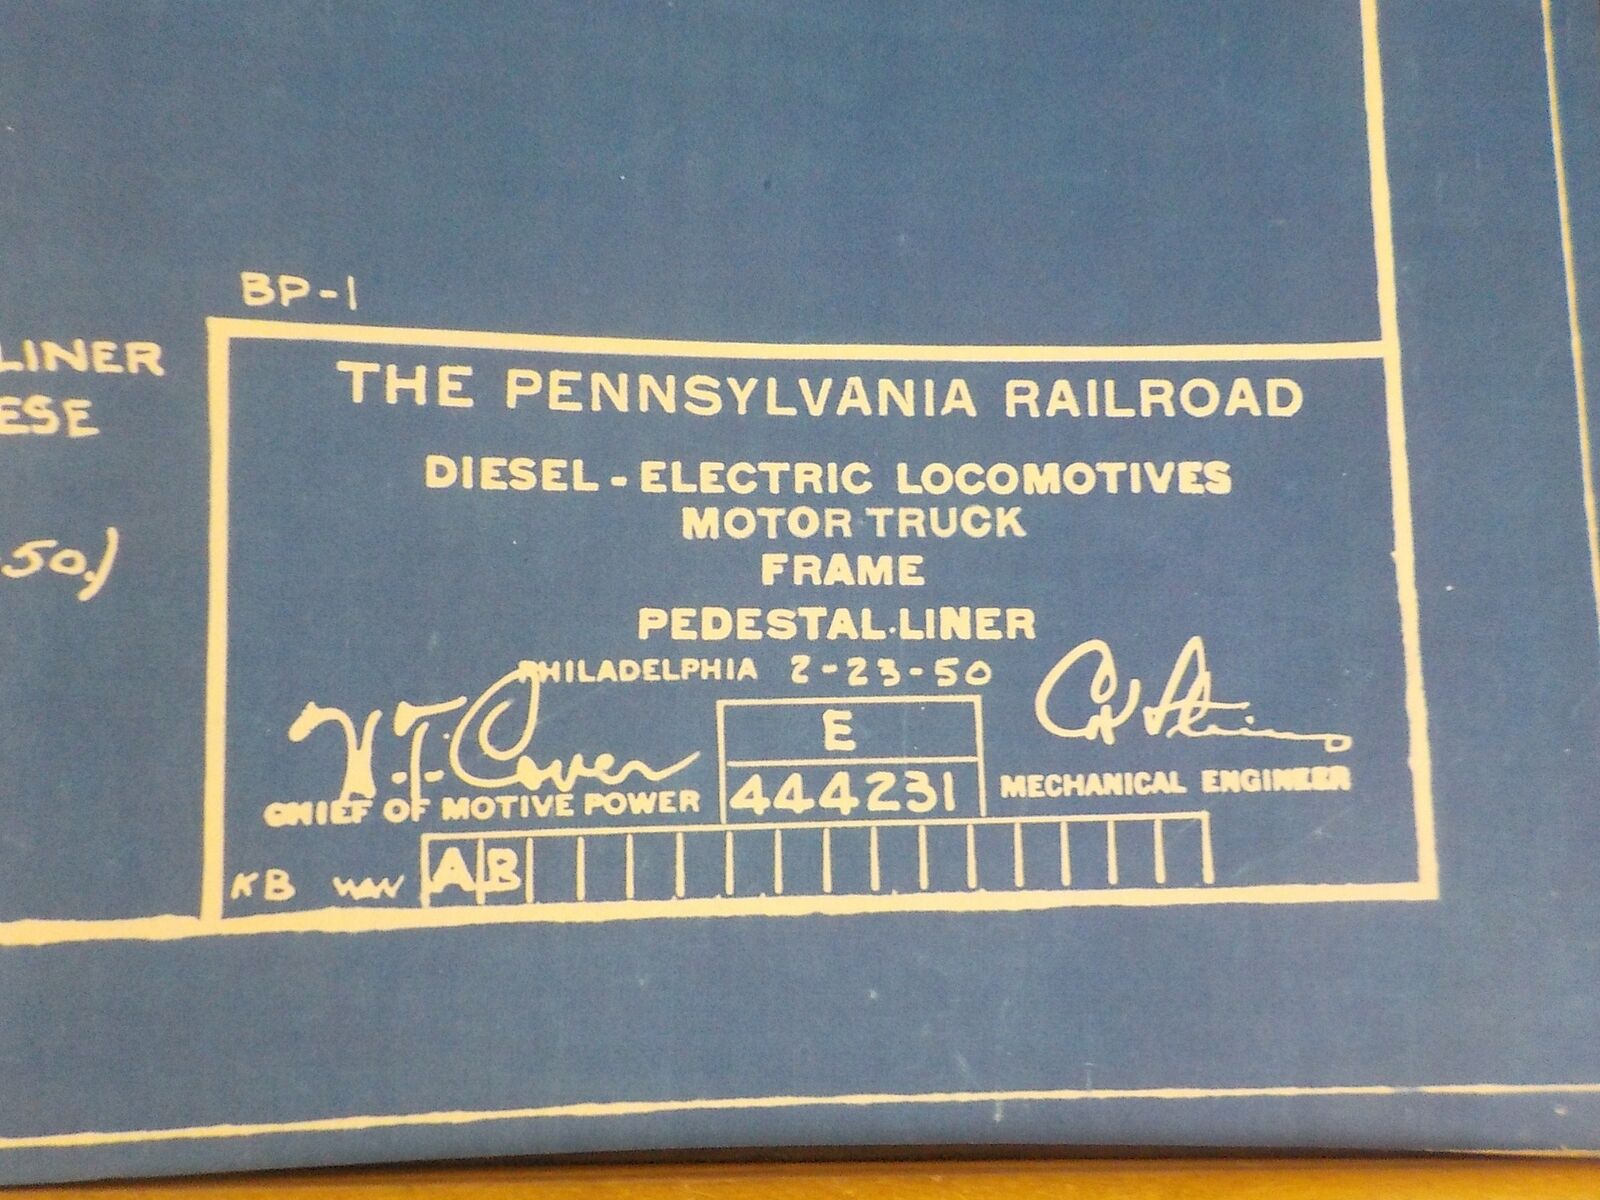 BP-1
LINER
ESE
50.)
THE PENNSYLVANIA RAILROAD
DIESEL-ELECTRIC LOCOMOTIVES
MOTOR TRUCK
FRAME
PEDESTAL LINER
PHILADELPHIA 2-23-50
H.T. Cover
CHIEF OF MOTIVE POWER
E
444231
MECHANICAL ENGINEER
KB
A B